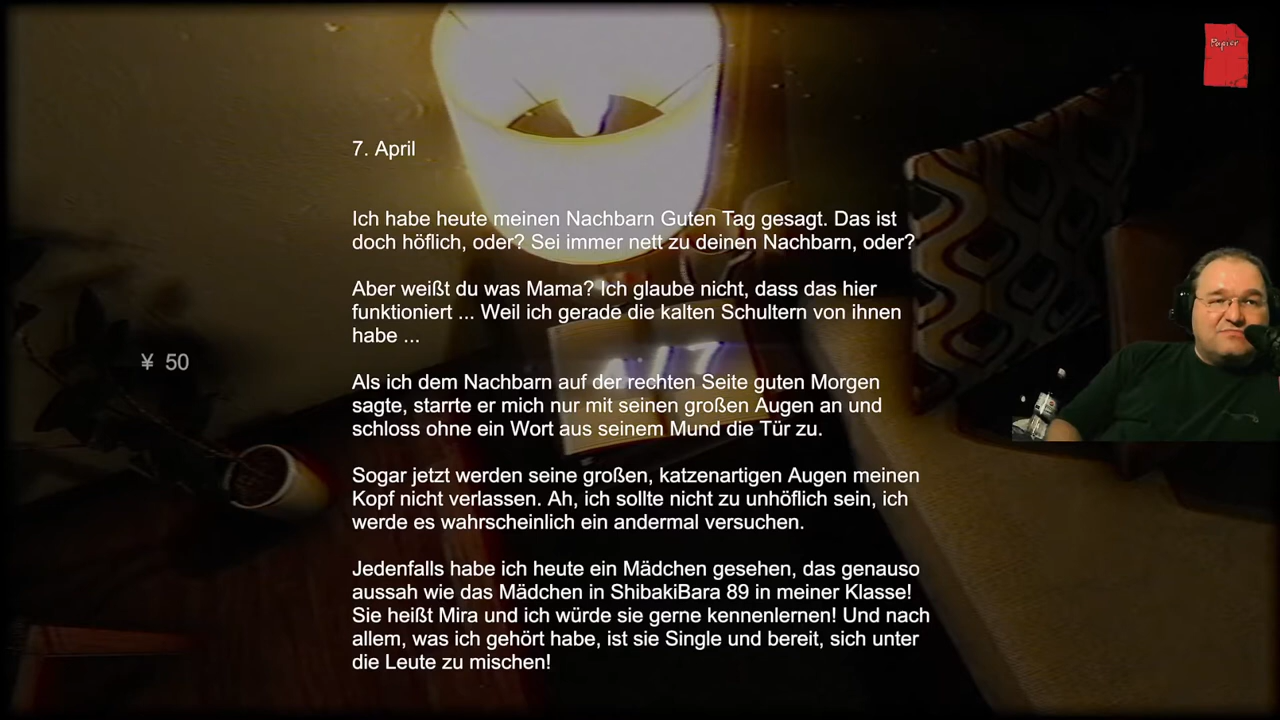 Papier
7. April
Ich habe heute meinen Nachbarn Guten Tag gesagt. Das ist
doch höflich, oder? Sei immer nett zu deinen Nachbarn, oder?
Aber weißt du was Mama? Ich glaube nicht, dass das hier
funktioniert ... Weil ich gerade die kalten Schultern von ihnen
habe ...
¥ 50
Als ich dem Nachbarn auf der rechten Seite guten Morgen
sagte, starrte er mich nur mit seinen großen Augen an und
schloss ohne ein Wort aus seinem Mund die Tür zu.
Sogar jetzt werden seine großen, katzenartigen Augen meinen
Kopf nicht verlassen. Ah, ich sollte nicht zu unhöflich sein, ich
werde es wahrscheinlich ein andermal versuchen.
Jedenfalls habe ich heute ein Mädchen gesehen, das genauso
aussah wie das Mädchen in ShibakiBara 89 in meiner Klasse!
Sie heißt Mira und ich würde sie gerne kennenlernen! Und nach
allem, was ich gehört habe, ist sie Single und bereit, sich unter
die Leute zu mischen!